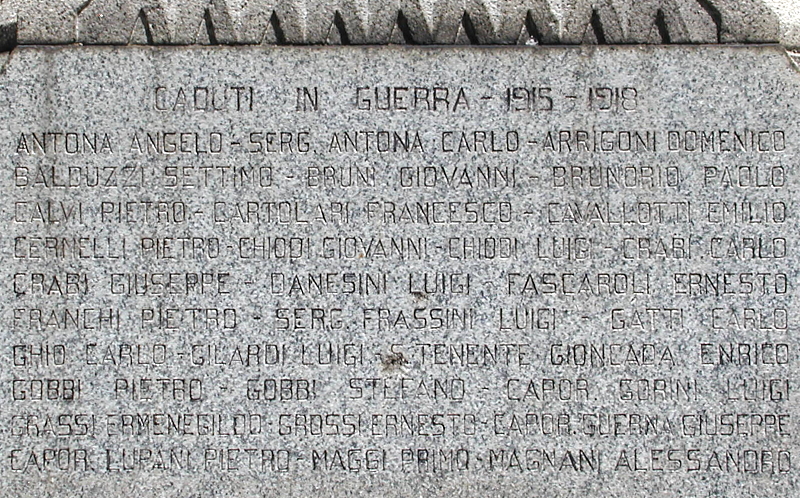 CADUTI IN GUERRA - 1915 - 1918
ANTONA ANGELO - SERG. ANTONA CARLO - ARRIGONI DOMENICO
BALDUZZI SETTIMO - BRUNI GIOVANNI - BRUNORIO PAOLO
CALVI PIETRO - CARTOLARI FRANCESCO - CAVALLOTTI EMILIO
CERNELLI PIETRO - CHIODI GIOVANNI - CHIODI LUIGI - CRARI CARLO
CRARI GIUSEPPE - DANESINI LUIGI - FASCAROLI ERNESTO
FRANCHI PIETRO - SERG. FRASSINI LUIGI - GATTI CARLO
GHIO CARLO - GILARDI LUIGI - S. TENENTE GIONCADA ENRICO
GOBBI PIETRO - GOBBI STEFANO - CAPOR. GORINI LUIGI
GRASSI ERMENEGILDO - GROSSI ERNESTO - CAPOR. GUERNA GIUSEPPE
CAPOR. LUPANI PIETRO - MAGGI PRIMO - MAGNANI ALESSANDRO